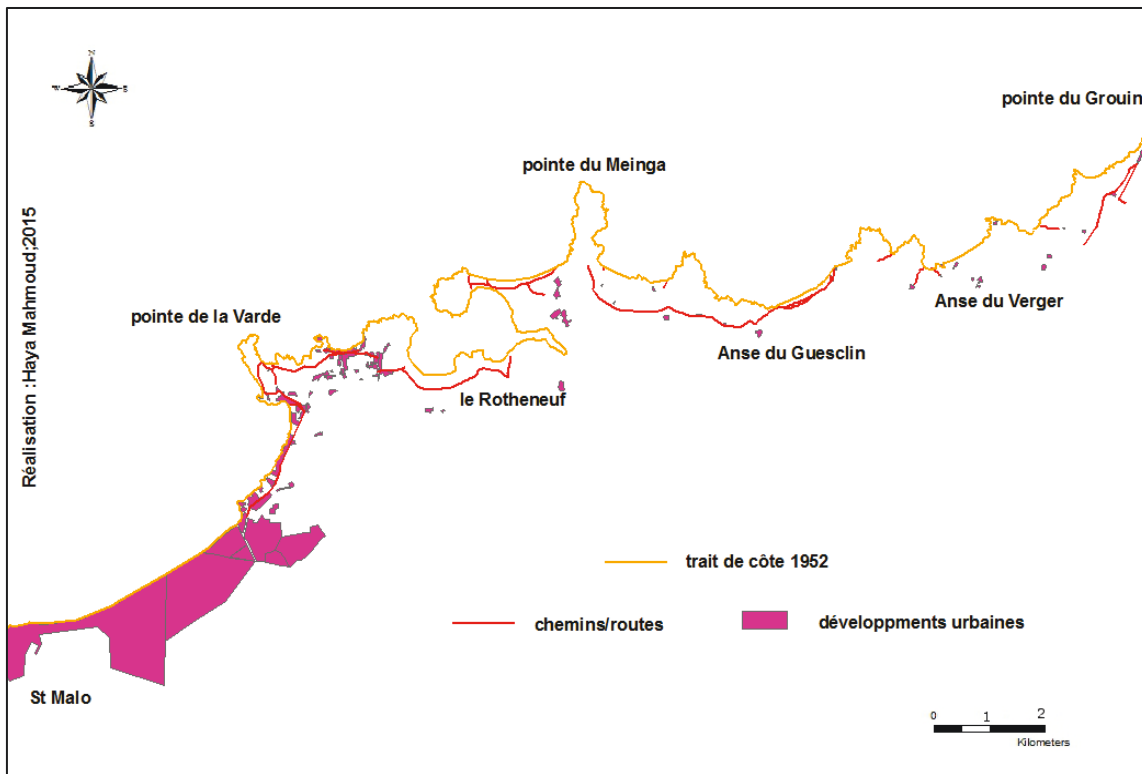 pointe du Grouin
pointe du Meinga
Réalisation :Haya Mahmoud;2015
Anse du Verger
pointe de la Varde
Anse du Guesclin
le Rotheneuf
trait de côte 1952
chemins/routes
développments urbaines
St Malo
0 1 2
Kilometers